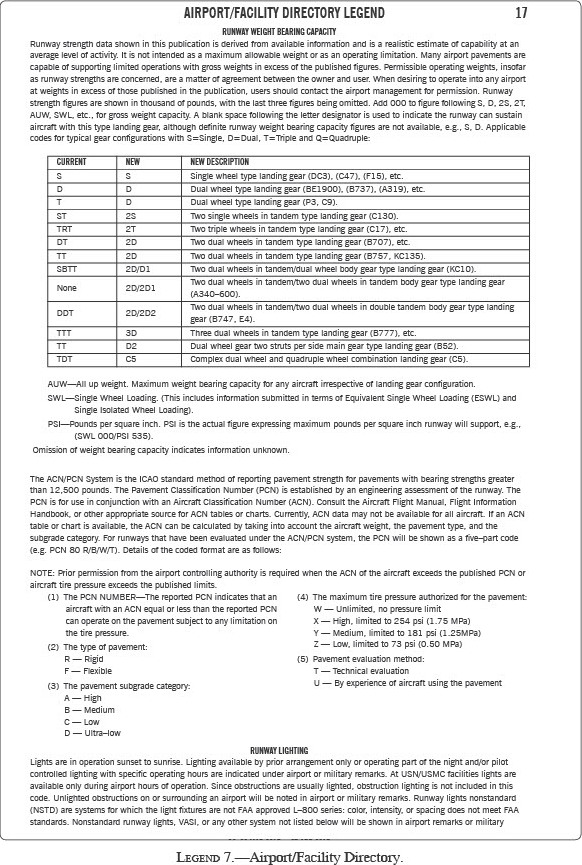 AIRPORT/FACILITY DIRECTORY LEGEND 17
RUNWAY WEIGHT BEARING CAPACITY
Runway strength data shown in this publication is derived from available information and is a realistic estimate of capability at an
average level of activity. It is not intended as a maximum allowable weight or as an operating limitation. Many airport pavements are
capable of supporting limited operations with gross weights in excess of the published figures. Permissible operating weights, insofar
as runway strengths are concerned, are a matter of agreement between the owner and user. When desiring to operate into any airport
at weights in excess of those published in the publication, users should contact the airport management for permission. Runway
strength figures are shown in thousand of pounds, with the last three figures being omitted. Add 000 to figure following S, D, 2S, 2T,
AUW, SWL, etc., for gross weight capacity. A blank space following the letter designator is used to indicate the runway can sustain
aircraft with this type landing gear, although definite runway weight bearing capacity figures are not available, e.g., S, D. Applicable
codes for typical gear configurations with S=Single, D=Dual, T=Triple and Q=Quadruple:
CURRENT NEW NEW DESCRIPTION
S S Single wheel type landing gear (DC3), (C47), (F15), etc.
D D Dual wheel type landing gear (BE1900), (B737), (A319), etc.
T D Dual wheel type landing gear (P3, C9).
ST 2S Two single wheels in tandem type landing gear (C130).
TRT 2T Two triple wheels in tandem type landing gear (C17), etc.
DT 2D Two dual wheels in tandem type landing gear (B707), etc.
TT 2D Two dual wheels in tandem type landing gear (B757, KC135).
SBTT 2D/D1 Two dual wheels in tandem/dual wheel body gear type landing gear (KC10).
None 2D/2D1 Two dual wheels in tandem/two dual wheels in tandem body gear type landing gear
(A340–600).
DDT 2D/2D2 Two dual wheels in tandem/two dual wheels in double tandem body gear type landing
gear (B747, E4).
TTT 3D Three dual wheels in tandem type landing gear (B777), etc.
TT D2 Dual wheel gear two struts per side main gear type landing gear (B52).
TDT C5 Complex dual wheel and quadruple wheel combination landing gear (C5).
AUW—All up weight. Maximum weight bearing capacity for any aircraft irrespective of landing gear configuration.
SWL—Single Wheel Loading. (This includes information submitted in terms of Equivalent Single Wheel Loading (ESWL) and
Single Isolated Wheel Loading).
PSI—Pounds per square inch. PSI is the actual figure expressing maximum pounds per square inch runway will support, e.g.,
(SWL 000/PSI 535).
Omission of weight bearing capacity indicates information unknown.
The ACN/PCN System is the ICAO standard method of reporting pavement strength for pavements with bearing strengths greater
than 12,500 pounds. The Pavement Classification Number (PCN) is established by an engineering assessment of the runway. The
PCN is for use in conjunction with an Aircraft Classification Number (ACN). Consult the Aircraft Flight Manual, Flight Information
Handbook, or other appropriate source for ACN tables or charts. Currently, ACN data may not be available for all aircraft. If an ACN
table or chart is available, the ACN can be calculated by taking into account the aircraft weight, the pavement type, and the
subgrade category. For runways that have been evaluated under the ACN/PCN system, the PCN will be shown as a five–part code
(e.g. PCN 80 R/B/W/T). Details of the coded format are as follows:
NOTE: Prior permission from the airport controlling authority is required when the ACN of the aircraft exceeds the published PCN or
aircraft tire pressure exceeds the published limits.
(1) The PCN NUMBER—The reported PCN indicates that an
aircraft with an ACN equal or less than the reported PCN
can operate on the pavement subject to any limitation on
the tire pressure.
(2) The type of pavement:
R — Rigid
F — Flexible
(3) The pavement subgrade category:
A — High
B — Medium
C — Low
D — Ultra–low
(4) The maximum tire pressure authorized for the pavement:
W — Unlimited, no pressure limit
X — High, limited to 254 psi (1.75 MPa)
Y — Medium, limited to 181 psi (1.25MPa)
Z — Low, limited to 73 psi (0.50 MPa)
(5) Pavement evaluation method:
T — Technical evaluation
U — By experience of aircraft using the pavement
RUNWAY LIGHTING
Lights are in operation sunset to sunrise. Lighting available by prior arrangement only or operating part of the night and/or pilot
controlled lighting with specific operating hours are indicated under airport or military remarks. At USN/USMC facilities lights are
available only during airport hours of operation. Since obstructions are usually lighted, obstruction lighting is not included in this
code. Unlighted obstructions on or surrounding an airport will be noted in airport or military remarks. Runway lights nonstandard
(NSTD) are systems for which the light fixtures are not FAA approved L–800 series: color, intensity, or spacing does not meet FAA
standards. Nonstandard runway lights, VASI, or any other system not listed below will be shown in airport remarks or military
LEGEND 7.—Airport/Facility Directory.